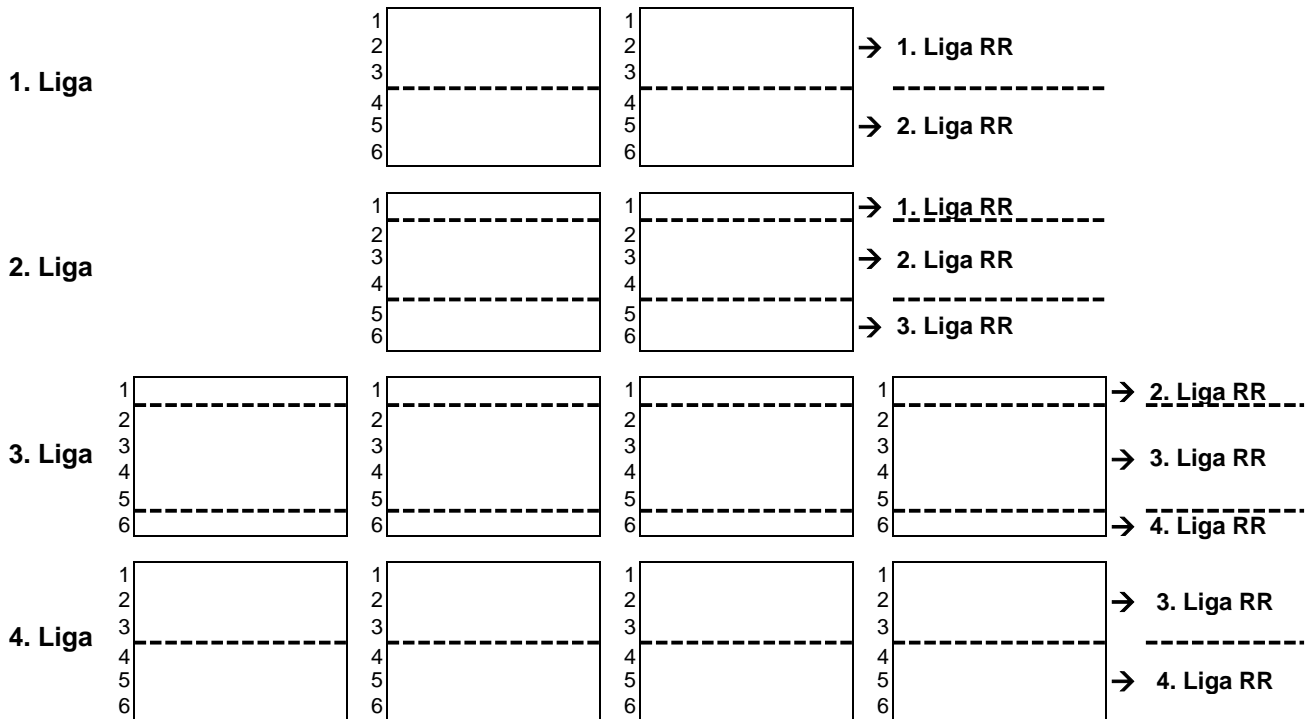 1 1
2 2 → 1. Liga RR
3 3
1. Liga
4 4
5 5 → 2. Liga RR
6 6
1 1 → 1. Liga RR
2 2
3 3 → 2. Liga RR
2. Liga
4 4
5 5
6 6 → 3. Liga RR
1 1 1 1 → 2. Liga RR
2 2 2 2
3 3 3 3
3. Liga → 3. Liga RR
4 4 4 4
5 5 5 5
6 6 6 6 → 4. Liga RR
1 1 1 1
2 2 2 2 → 3. Liga RR
3 3 3 3
4. Liga
4 4 4 4
5 5 5 5 → 4. Liga RR
6 6 6 6